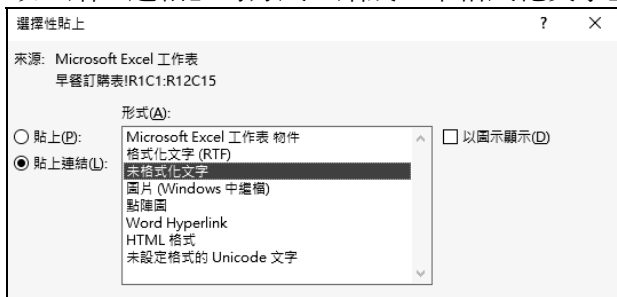 選擇性貼上 ? ×
來源: Microsoft Excel 工作表
早餐訂購表!R1C1:R12C15
形式(A):
貼上(P):
貼上連結(L):
Microsoft Excel 工作表 物件
格式化文字 (RTF)
未格式化文字
圖片 (Windows 中繼檔)
點陣圖
Word Hyperlink
HTML 格式
未設定格式的 Unicode 文字
以圖示顯示(D)